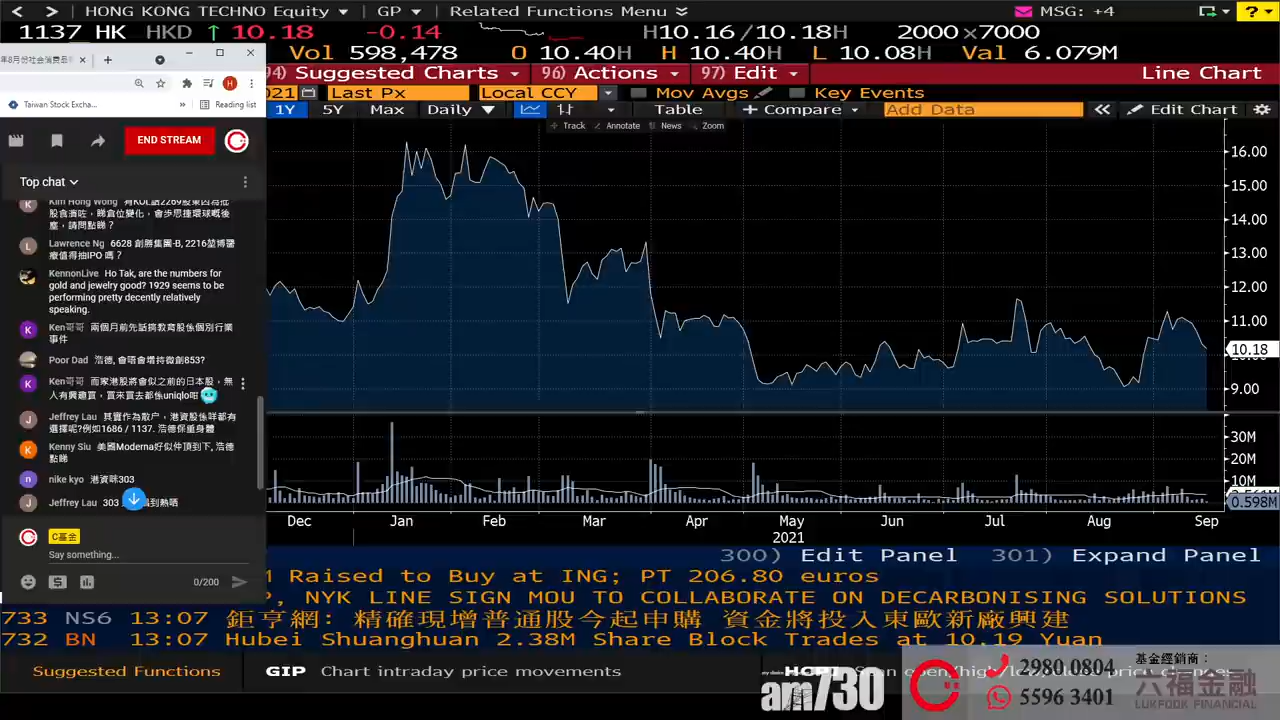 HONG KONG TECHNO Equity
GP
Related Functions Menu
MSG: +4
?
1137 HK HKD
10.18 -0.14
H10.16/10.18H
2000×7000
Vol 598,478
O 10.40H
H 10.40H
L 10.08H
Val 6.079M
94) Suggested Charts
96) Actions
97) Edit
Line Chart
2021
Last Px
Local CCY
Mov Avgs
Key Events
1Y
5Y
Max
Daily
Table
+ Compare
Add Data
Edit Chart
Track
Annotate
News
Zoom
Taiwan Stock Excha...
Reading list
END STREAM
Top chat
Kim Hong Wong
Lawrence Ng 6628 創勝集團-B, 2216堃博醫
療值得抽IPO 嗎？
KennonLive Ho Tak, are the numbers for
gold and jewelry good? 1929 seems to be
performing pretty decently relatively
speaking.
Ken哥哥 兩個月前先話搞教育股係個別行業
事件
Poor Dad 浩德, 會唔會增持微創853?
Ken哥哥 而家港股將會似之前的日本股，無
人有興趣買，買來買去都係uniqlo咁
Jeffrey Lau 其實作為散户，港資股係咩都有
選擇呢?例如1686 / 1137. 浩德保重身體
Kenny Siu 美國Moderna好似仲頂到下, 浩德
點睇
nike kyo 港資咪303
Jeffrey Lau 303
C基金
Say something...
0/200
16.00
15.00
14.00
13.00
12.00
11.00
10.18
9.00
30M
20M
10M
0.598M
Dec
Jan
Feb
Mar
Apr
May
Jun
Jul
Aug
Sep
2021
300) Edit Panel
301) Expand Panel
Raised to Buy at ING; PT 206.80 euros
NYK LINE SIGN MOU TO COLLABORATE ON DECARBONISING SOLUTIONS
733 NS6 13:07 鉅亨網: 精確現增普通股今起申購 資金將投入東歐新廠興建
732 BN 13:07 Hubei Shuanghuan 2.38M Share Block Trades at 10.19 Yuan
Suggested Functions
GIP Chart intraday price movements
am730
2980 0804
5596 3401
基金經銷商：
六福金融
LUKFOOK FINANCIAL